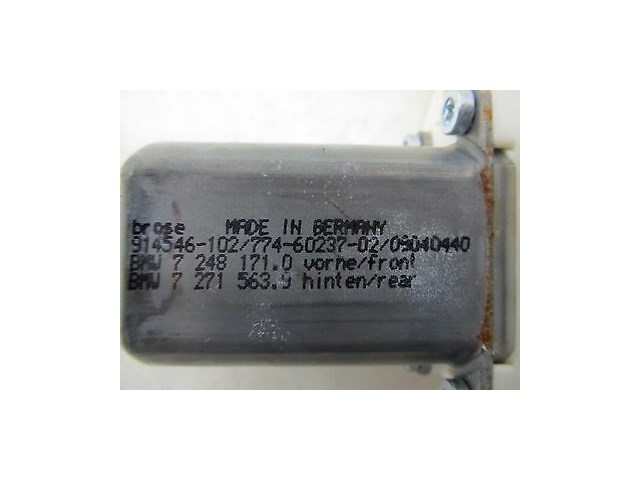 brose MADE IN GERMANY
914546-102/774-60237-02/09040440
BMW 7 248 171.0 vorne/front
BMW 7 271 563.9 hinten/rear